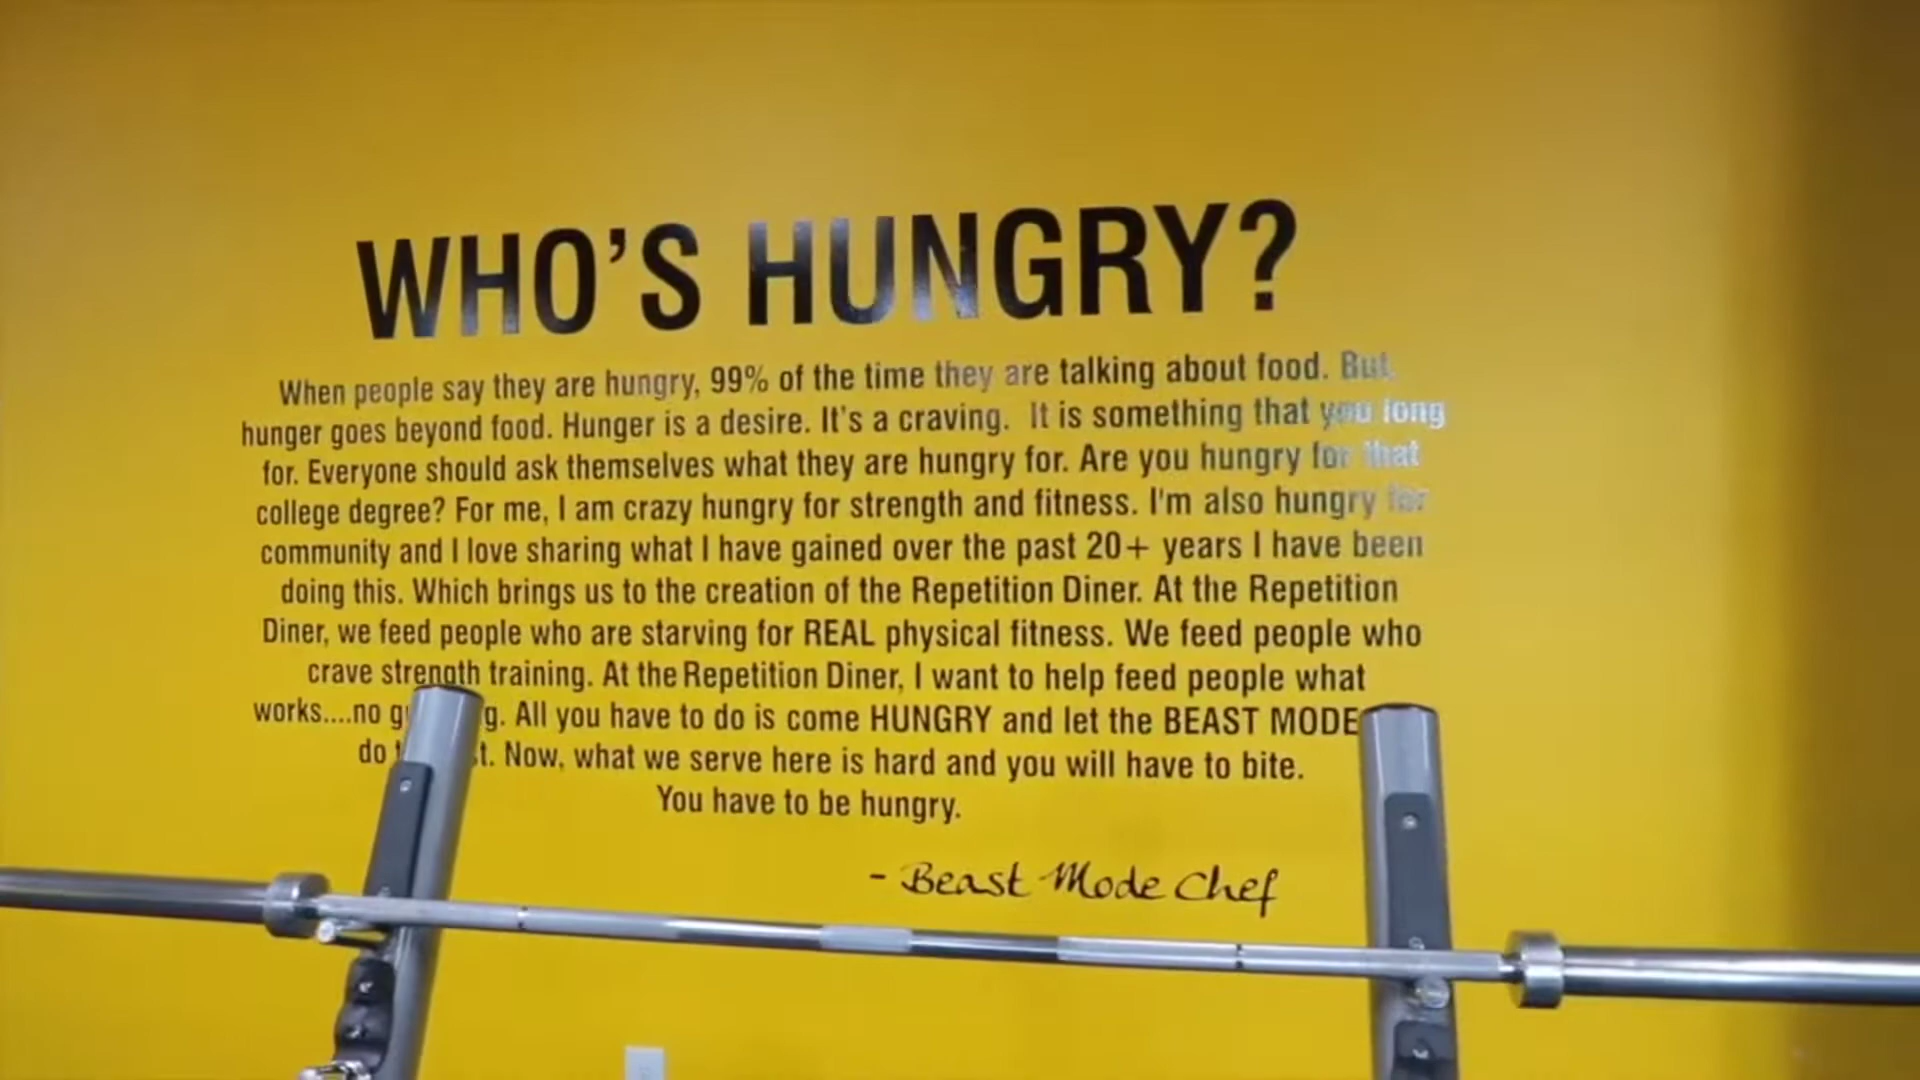 WHO'S HUNGRY?
When people say they are hungry, 99% of the time they are talking about food. But
hunger goes beyond food. Hunger is a desire. It's a craving. It is something that you long
for. Everyone should ask themselves what they are hungry for. Are you hungry for that
college degree? For me, I am crazy hungry for strength and fitness. I'm also hungry for
community and I love sharing what I have gained over the past 20+ years I have been
doing this. Which brings us to the creation of the Repetition Diner. At the Repetition
Diner, we feed people who are starving for REAL physical fitness. We feed people who
crave strength training. At the Repetition Diner, I want to help feed people what
works....no All you have to do is come HUNGRY and let the BEAST MODE
do Now, what we serve here is hard and you will have to bite.
You have to be hungry.
- Beast Mode Chef